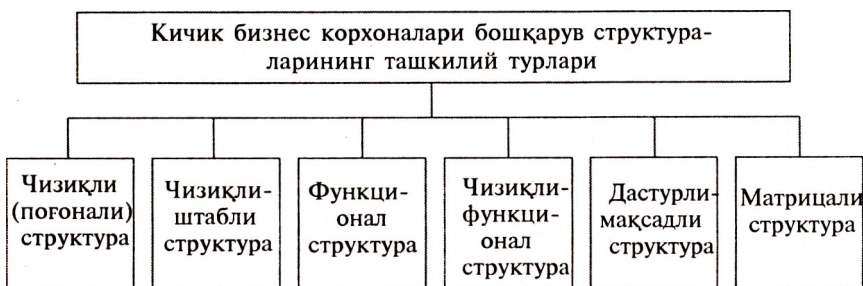 Кичик бизнес корхоналари бошқарув структура-
ларининг ташкилий турлари
Чизиқли
(поғонали)
структура
Чизиқли-
штабли
структура
Функци-
онал
структура
Чизиқли-
функци-
онал
структура
Дастурли-
мақсадли
структура
Матрицали
структура